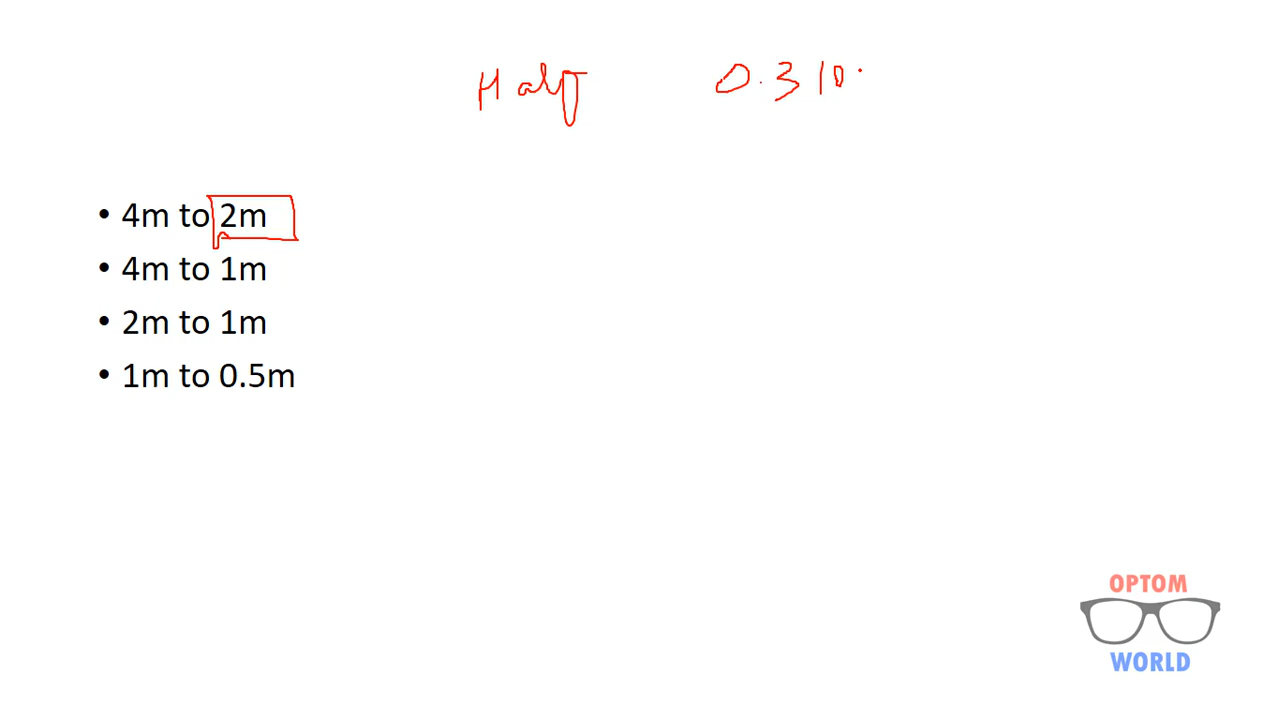 Half 0.310.
• 4m to 2m
• 4m to 1m
• 2m to 1m
• 1m to 0.5m
OPTOM
WORLD